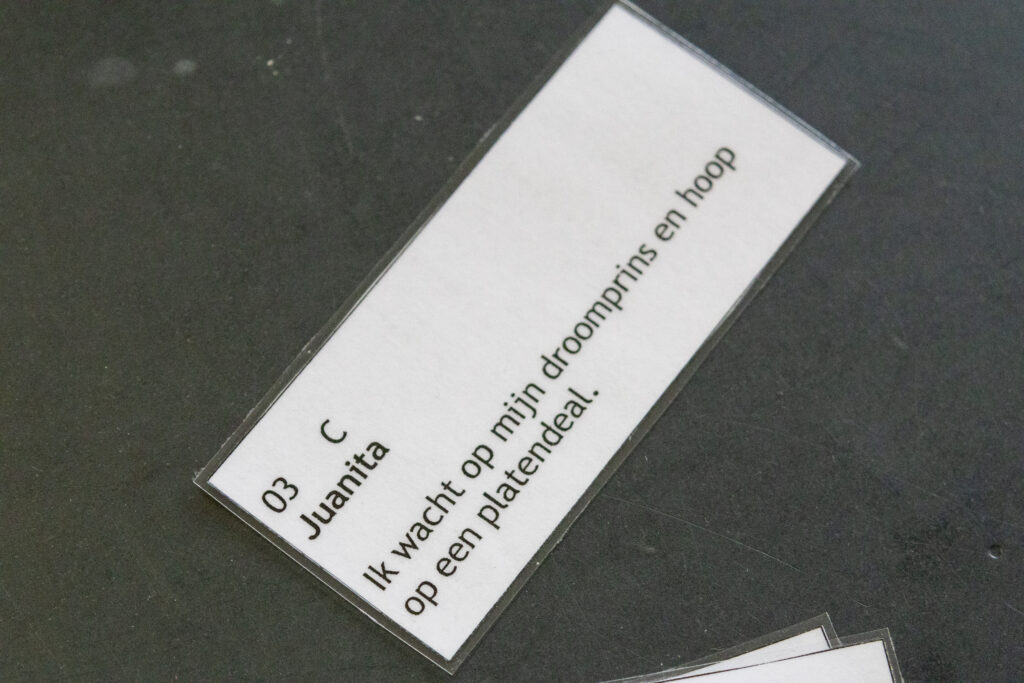 03 C
Juanita
Ik wacht op mijn droomprins en hoop
op een platendeal.